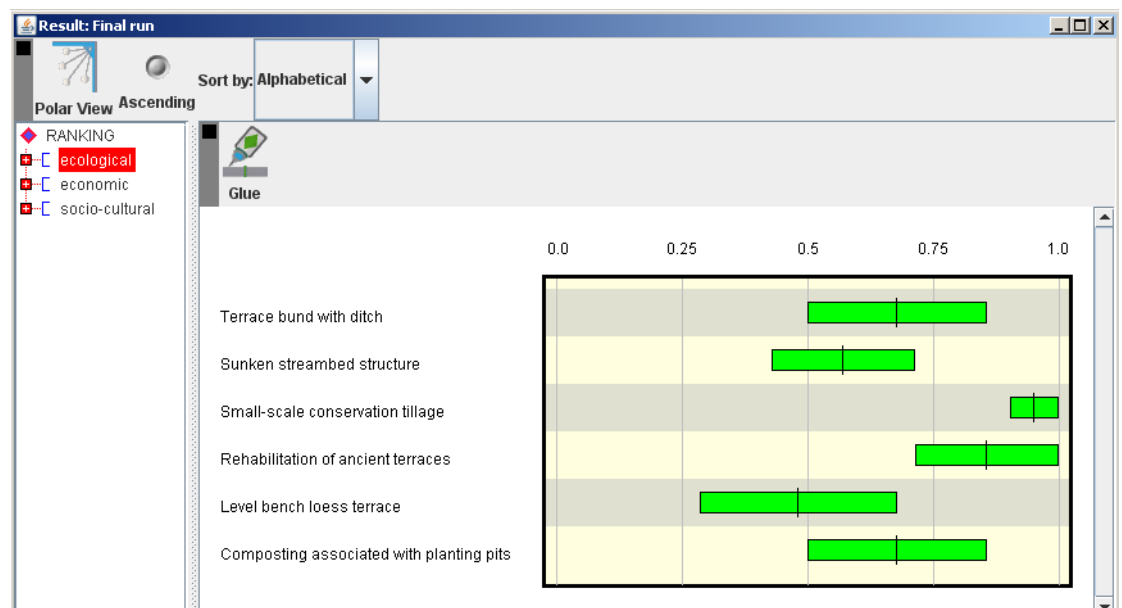 Result: Final run
Polar View
Ascending
Sort by: Alphabetical
RANKING
ecological
economic
socio-cultural
Glue
0.0 0.25 0.5 0.75 1.0
Terrace bund with ditch
Sunken streambed structure
Small-scale conservation tillage
Rehabilitation of ancient terraces
Level bench loess terrace
Composting associated with planting pits